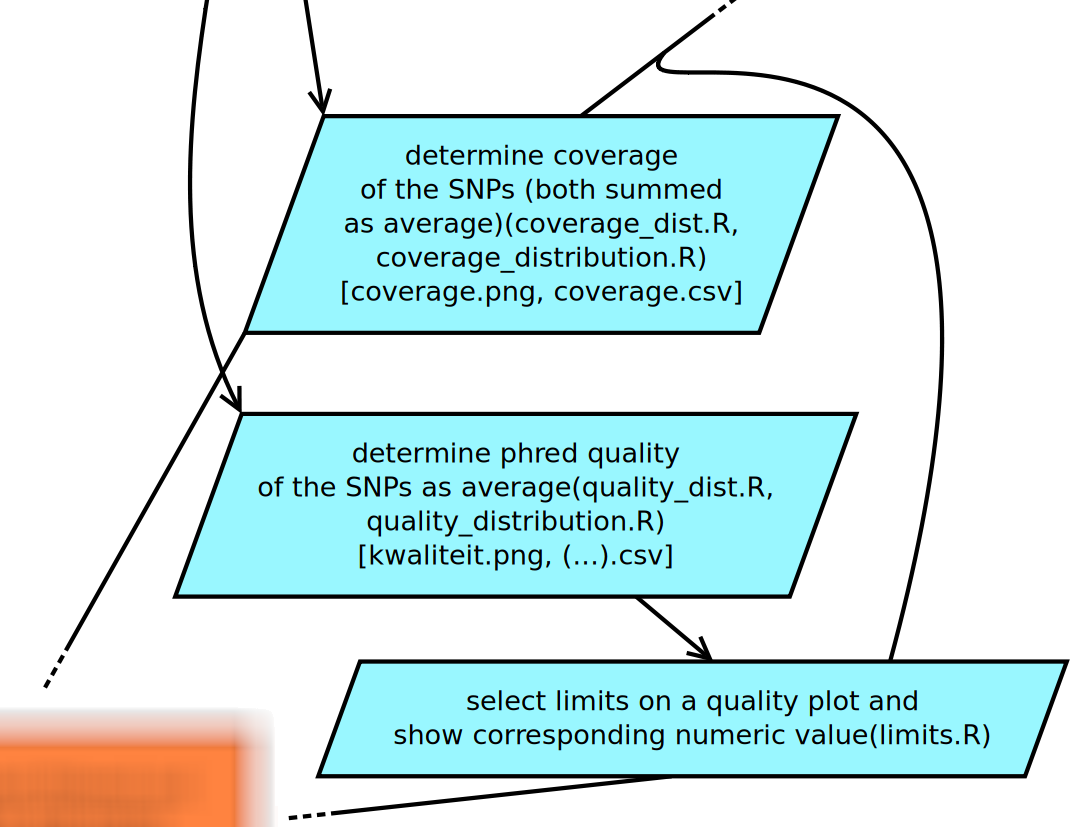 determine coverage
of the SNPs (both summed
as average)(coverage_dist.R,
coverage_distribution.R)
[coverage.png, coverage.csv]
determine phred quality
of the SNPs as average(quality_dist.R,
quality_distribution.R)
[kwaliteit.png, (...).csv]
select limits on a quality plot and
show corresponding numeric value(limits.R)